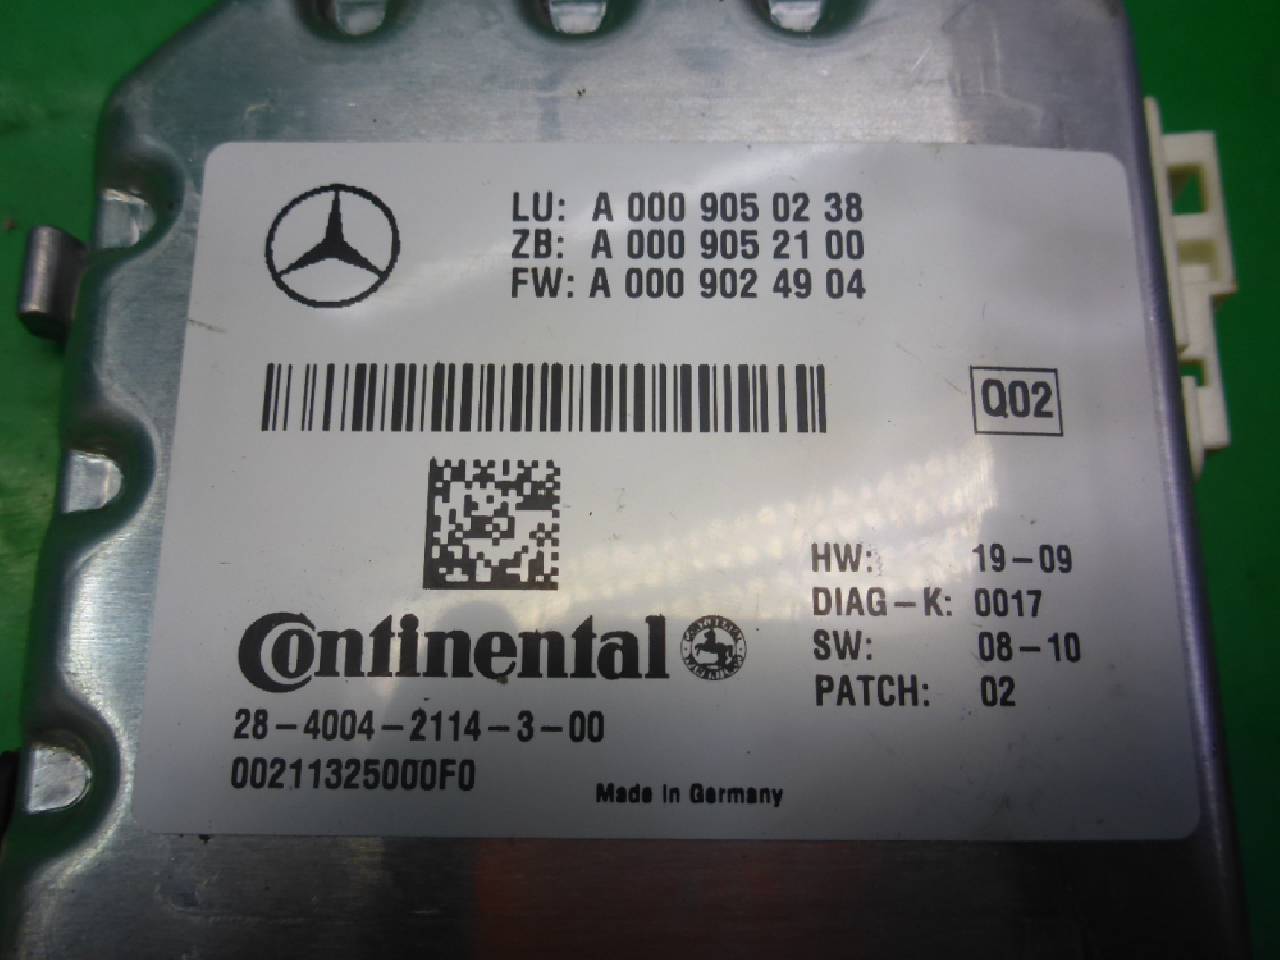 LU: A 000 905 02 38
ZB: A 000 905 21 00
FW: A 000 902 49 04
Q02
HW: 19-09
DIAG-K: 0017
SW: 08-10
PATCH: 02
Continental
28-4004-2114-3-00
00211325000F0
Made in Germany